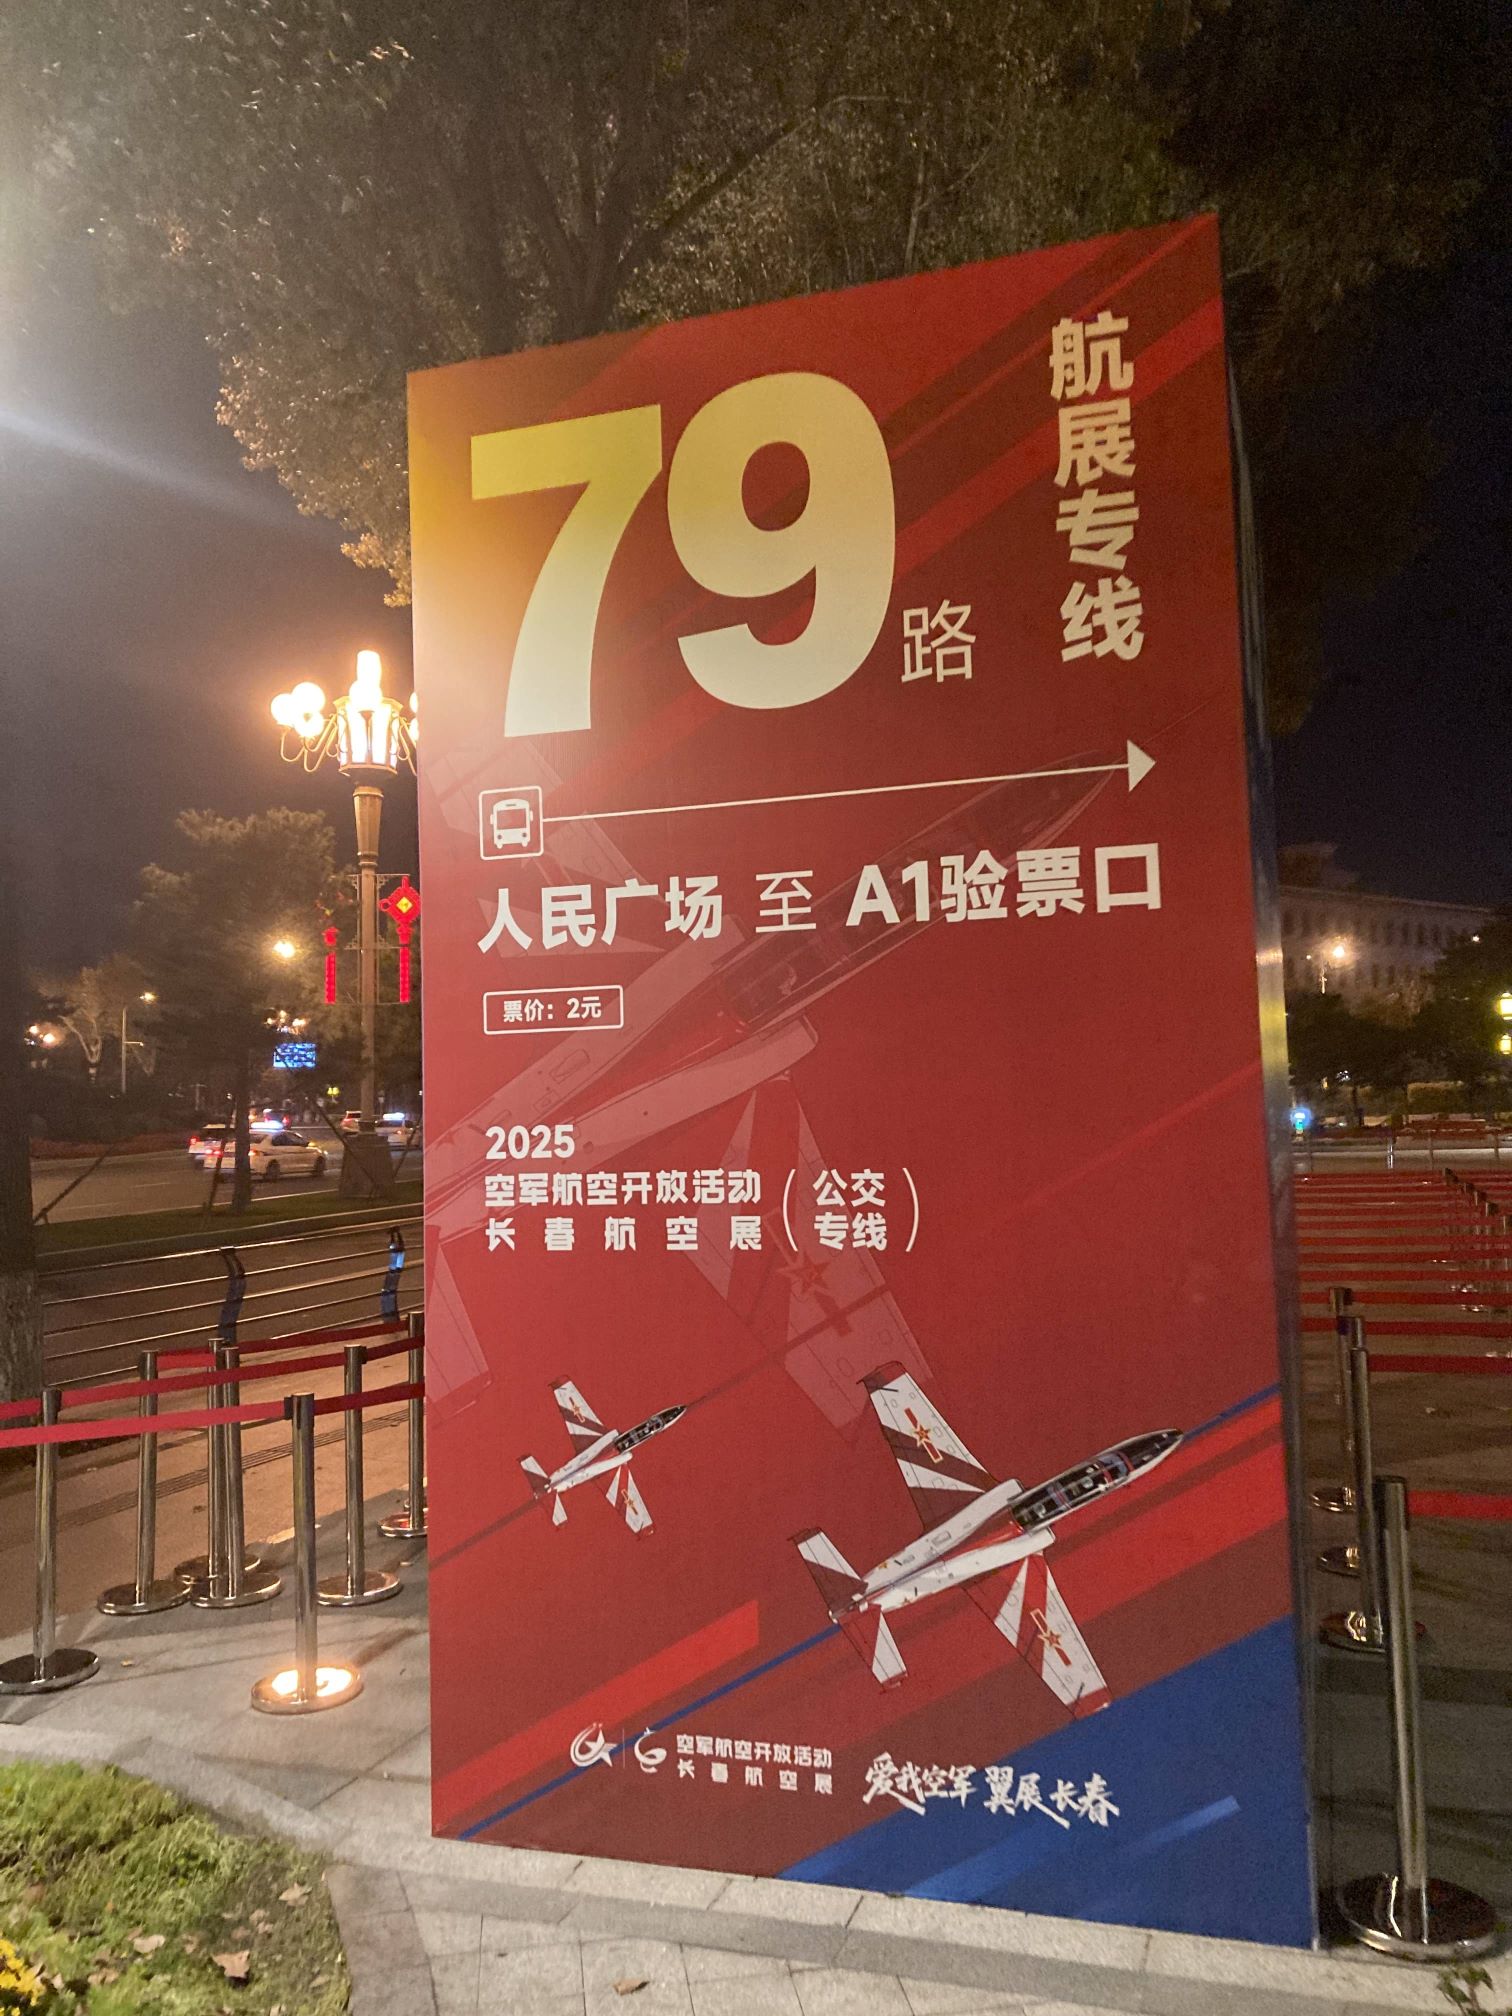 79路
航展专线
人民广场 至 A1验票口
票价：2元
2025
空军航空开放活动
长春航空展
（公交
专线）
空军航空开放活动
长春航空展
爱我空军 翼展长春